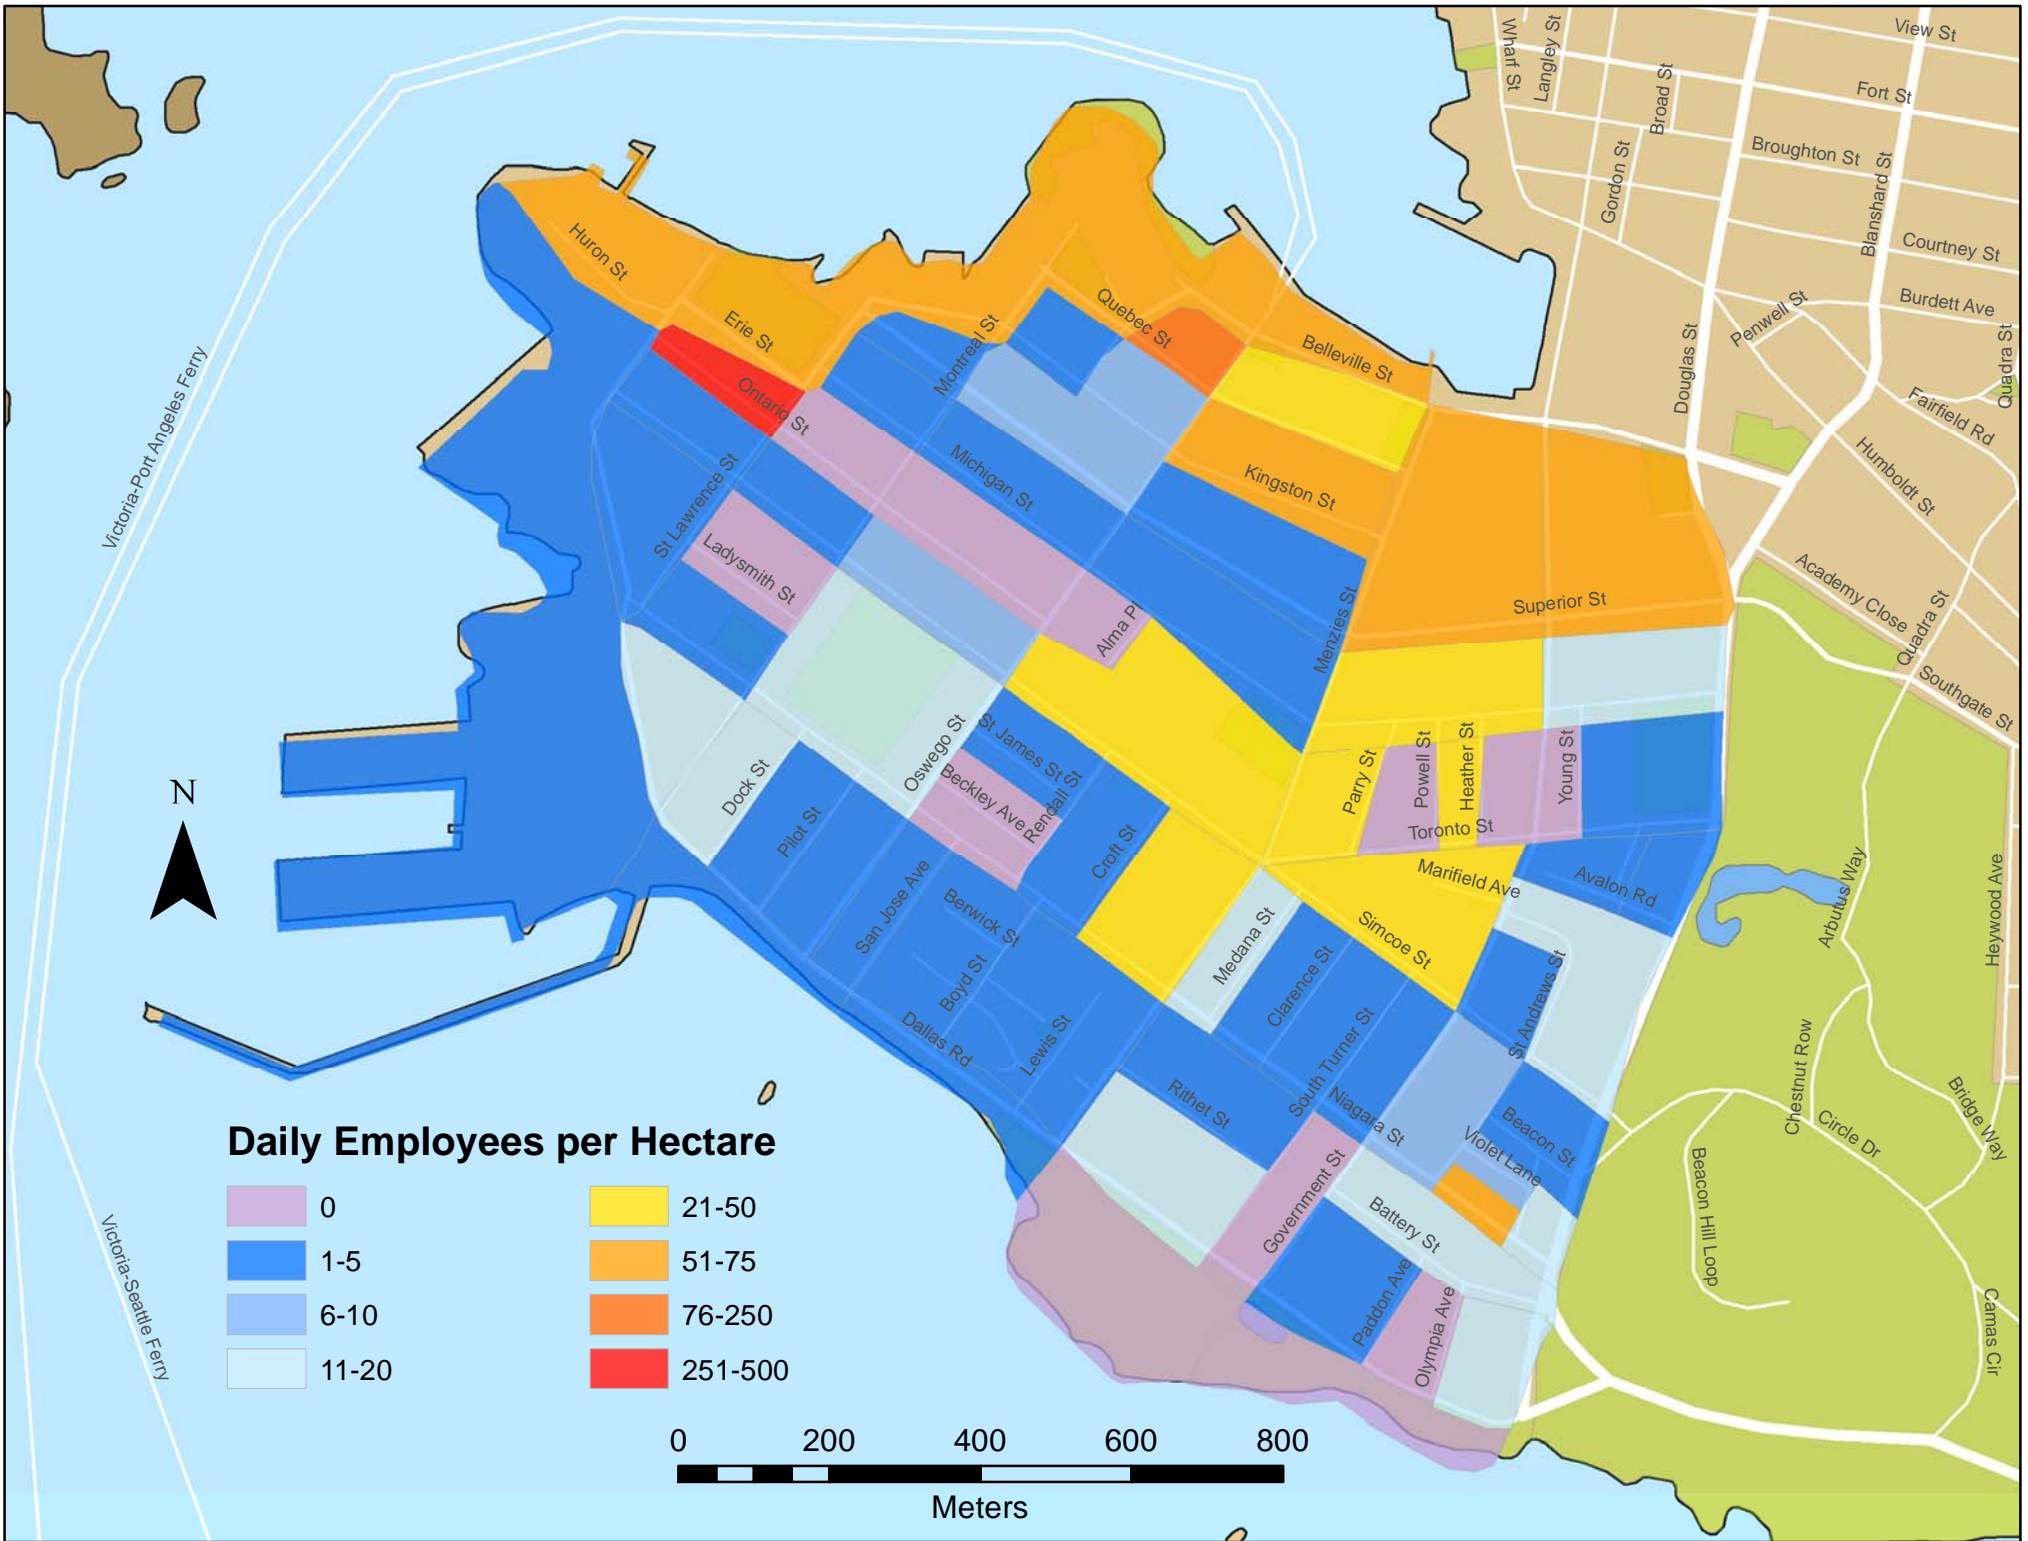 View St
Wharf St
Langley St
Broad St
Fort St
Gordon St
Broughton St
Blanshard St
Courtney St
Burdett Ave
Penwell St
Quadra St
Douglas St
Fairfield Rd
Humboldt St
Academy Close
Quadra St
Southgate St
Huron St
Erie St
Quebec St
Belleville St
Montreal St
Ontario St
Michigan St
Kingston St
Victoria-Port Angeles Ferry
St Lawrence St
Ladysmith St
Alma Pl
Menzies St
Superior St
Oswego St
St James St
Dock St
Beckley Ave
Rendall St
Parry St
Powell St
Heather St
Young St
Toronto St
Pilot St
Croft St
Marifield Ave
Avalon Rd
Arbutus Way
Heywood Ave
N
San Jose Ave
Berwick St
Medana St
Simcoe St
Boyd St
Clarence St
St Andrews St
Dallas Rd
Lewis St
South Turner St
Rithet St
Niagara St
Beacon St
Violet Lane
Chestnut Row
Circle Dr
Bridge Way
Government St
Battery St
Beacon Hill Loop
Paddon Ave
Olympia Ave
Camas Cir
Victoria-Seattle Ferry
Daily Employees per Hectare
0
1-5
6-10
11-20
21-50
51-75
76-250
251-500
0 200 400 600 800
Meters